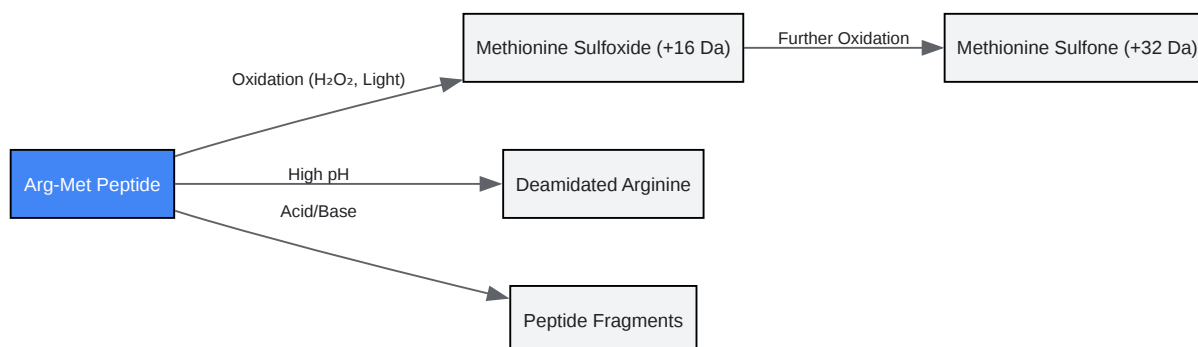 Methionine Sulfoxide (+16 Da)
Further Oxidation
Methionine Sulfone (+32 Da)
Oxidation (H₂O₂, Light)
Arg-Met Peptide
High pH
Deamidated Arginine
Acid/Base
Peptide Fragments